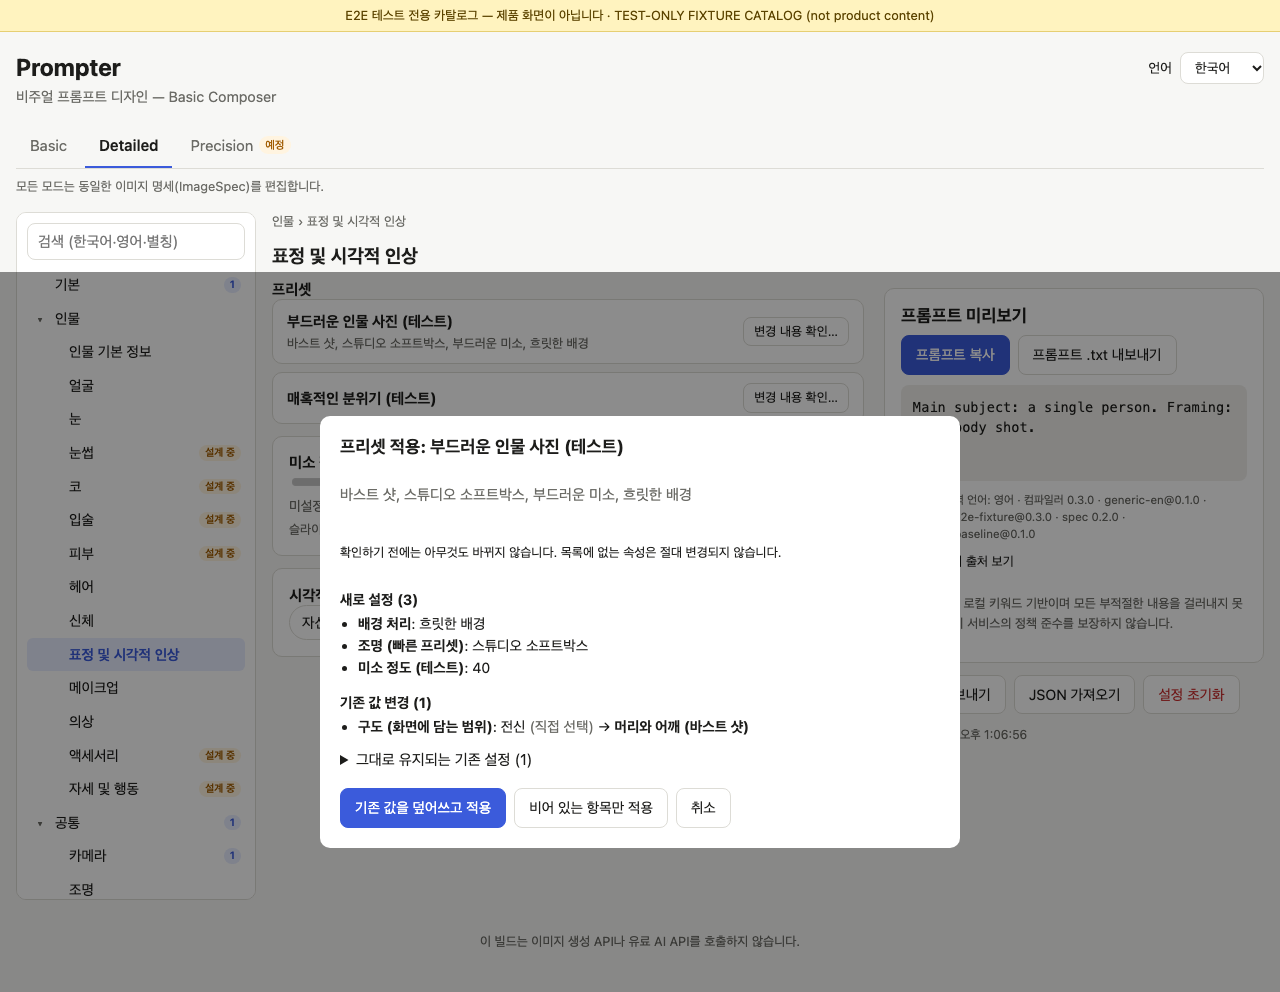 E2E 테스트 전용 카탈로그 — 제품 화면이 아닙니다 · TEST-ONLY FIXTURE CATALOG (not product content)
Prompter
언어
한국어
비주얼 프롬프트 디자인 — Basic Composer
Basic
Detailed
Precision
예정
모든 모드는 동일한 이미지 명세(ImageSpec)를 편집합니다.
검색 (한국어·영어·별칭)
기본
1
▾ 인물
인물 기본 정보
얼굴
눈
눈썹
설계 중
코
설계 중
입술
설계 중
피부
설계 중
헤어
신체
표정 및 시각적 인상
메이크업
의상
액세서리
설계 중
자세 및 행동
설계 중
▾ 공통
1
카메라
1
조명
인물 › 표정 및 시각적 인상
표정 및 시각적 인상
프리셋
부드러운 인물 사진 (테스트)
바스트 샷, 스튜디오 소프트박스, 부드러운 미소, 흐릿한 배경
변경 내용 확인...
매혹적인 분위기 (테스트)
변경 내용 확인...
미소
미설정
슬라이
시각적
자신
프롬프트 미리보기
프롬프트 복사
프롬프트 .txt 내보내기
Main subject: a single person. Framing:
body shot.
언어: 영어 · 컴파일러 0.3.0 · generic-en@0.1.0 ·
2e-fixture@0.3.0 · spec 0.2.0 ·
baseline@0.1.0
출처 보기
로컬 키워드 기반이며 모든 부적절한 내용을 걸러내지 못
서비스의 정책 준수를 보장하지 않습니다.
보내기
JSON 가져오기
설정 초기화
오후 1:06:56
프리셋 적용: 부드러운 인물 사진 (테스트)
바스트 샷, 스튜디오 소프트박스, 부드러운 미소, 흐릿한 배경
확인하기 전에는 아무것도 바뀌지 않습니다. 목록에 없는 속성은 절대 변경되지 않습니다.
새로 설정 (3)
• 배경 처리: 흐릿한 배경
• 조명 (빠른 프리셋): 스튜디오 소프트박스
• 미소 정도 (테스트): 40
기존 값 변경 (1)
• 구도 (화면에 담는 범위): 전신 (직접 선택) → 머리와 어깨 (바스트 샷)
▶ 그대로 유지되는 기존 설정 (1)
기존 값을 덮어쓰고 적용
비어 있는 항목만 적용
취소
이 빌드는 이미지 생성 API나 유료 AI API를 호출하지 않습니다.